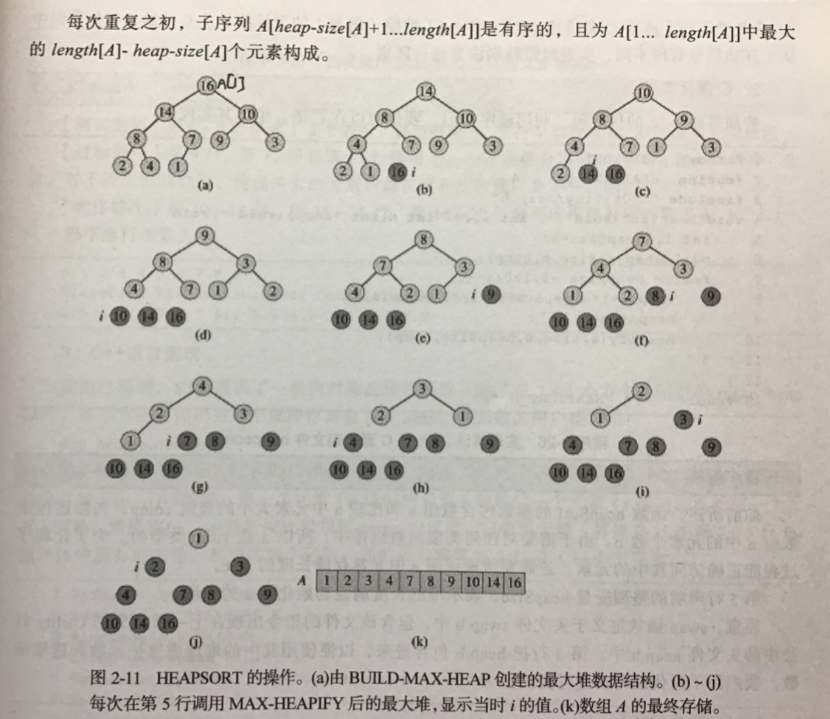 每次重复之初，子序列 A[heap-size[A]+1…length[A]]是有序的，且为 A[1… length[A]]中最大
的 length[A]- heap-size[A]个元素构成。
16 A[1]
14 10
8 7 9 3
2 4 1
(a)
14
8 10
4 7 9 3
2 1 16 i
(b)
10
8 9
4 7 1 3
i
2 14 16
(c)
9
8 3
4 7 1 2
i 10 14 16
(d)
8
7 3
4 2 1 i 9
10 14 16
(e)
7
4 3
1 2 8 i 9
10 14 16
(f)
4
2 3
1 i 7 8 9
10 14 16
(g)
3
2 1
i 4 7 8 9
10 14 16
(h)
2
1 3 i
4 7 8 9
10 14 16
(i)
1
i 2 3
4 7 8 9
10 14 16
(j)
A 1 2 3 4 7 8 9 10 14 16
(k)
图 2-11 HEAPSORT 的操作。(a)由 BUILD-MAX-HEAP 创建的最大堆数据结构。(b) ~ (j)
每次在第 5 行调用 MAX-HEAPIFY 后的最大堆,显示当时 i 的值。(k)数组 A 的最终存储。